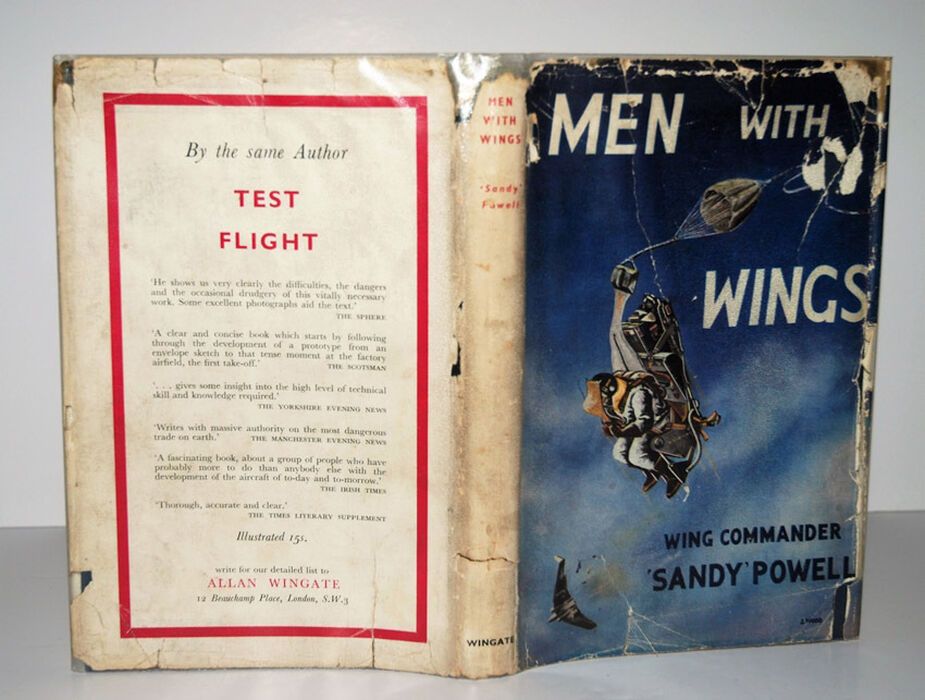 By the same Author
TEST
FLIGHT
'He shows us very clearly the difficulties, the dangers
and the occasional drudgery of this vitally necessary
work. Some excellent photographs aid the text.'
THE SPHERE
'A clear and concise book which starts by following
through the development of a prototype from an
envelope sketch to that tense moment at the factory
airfield, the first take-off.' THE SCOTSMAN
'. . . gives some insight into the high level of technical
skill and knowledge required.'
THE YORKSHIRE EVENING NEWS
'Writes with massive authority on the most dangerous
trade on earth.' THE MANCHESTER EVENING NEWS
'A fascinating book, about a group of people who have
probably more to do than anybody else with the
development of the aircraft of to-day and to-morrow.'
THE IRISH TIMES
'Thorough, accurate and clear.'
THE TIMES LITERARY SUPPLEMENT
Illustrated 15s.
write for our detailed list to
ALLAN WINGATE
12 Beauchamp Place, London, S.W.3
MEN
WITH
WINGS
'Sandy'
Powell
WINGATE
MEN WITH
WINGS
WING COMMANDER
'SANDY' POWELL